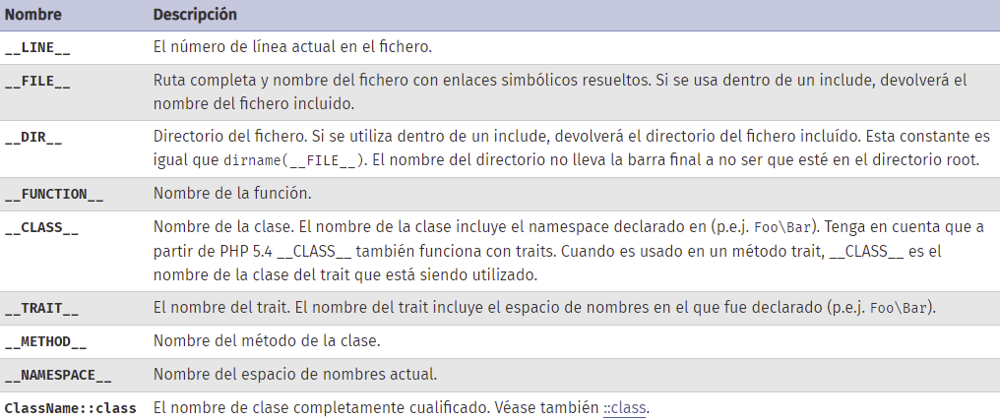 Nombre Descripción
__LINE__ El número de línea actual en el fichero.
__FILE__ Ruta completa y nombre del fichero con enlaces simbólicos resueltos. Si se usa dentro de un include, devolverá el
nombre del fichero incluido.
__DIR__ Directorio del fichero. Si se utiliza dentro de un include, devolverá el directorio del fichero incluído. Esta constante es
igual que dirname(__FILE__). El nombre del directorio no lleva la barra final a no ser que esté en el directorio root.
__FUNCTION__ Nombre de la función.
__CLASS__ Nombre de la clase. El nombre de la clase incluye el namespace declarado en (p.e.j. Foo\Bar). Tenga en cuenta que a
partir de PHP 5.4 __CLASS__ también funciona con traits. Cuando es usado en un método trait, __CLASS__ es el
nombre de la clase del trait que está siendo utilizado.
__TRAIT__ El nombre del trait. El nombre del trait incluye el espacio de nombres en el que fue declarado (p.e.j. Foo\Bar).
__METHOD__ Nombre del método de la clase.
__NAMESPACE__ Nombre del espacio de nombres actual.
ClassName::class El nombre de clase completamente cualificado. Véase también ::class.